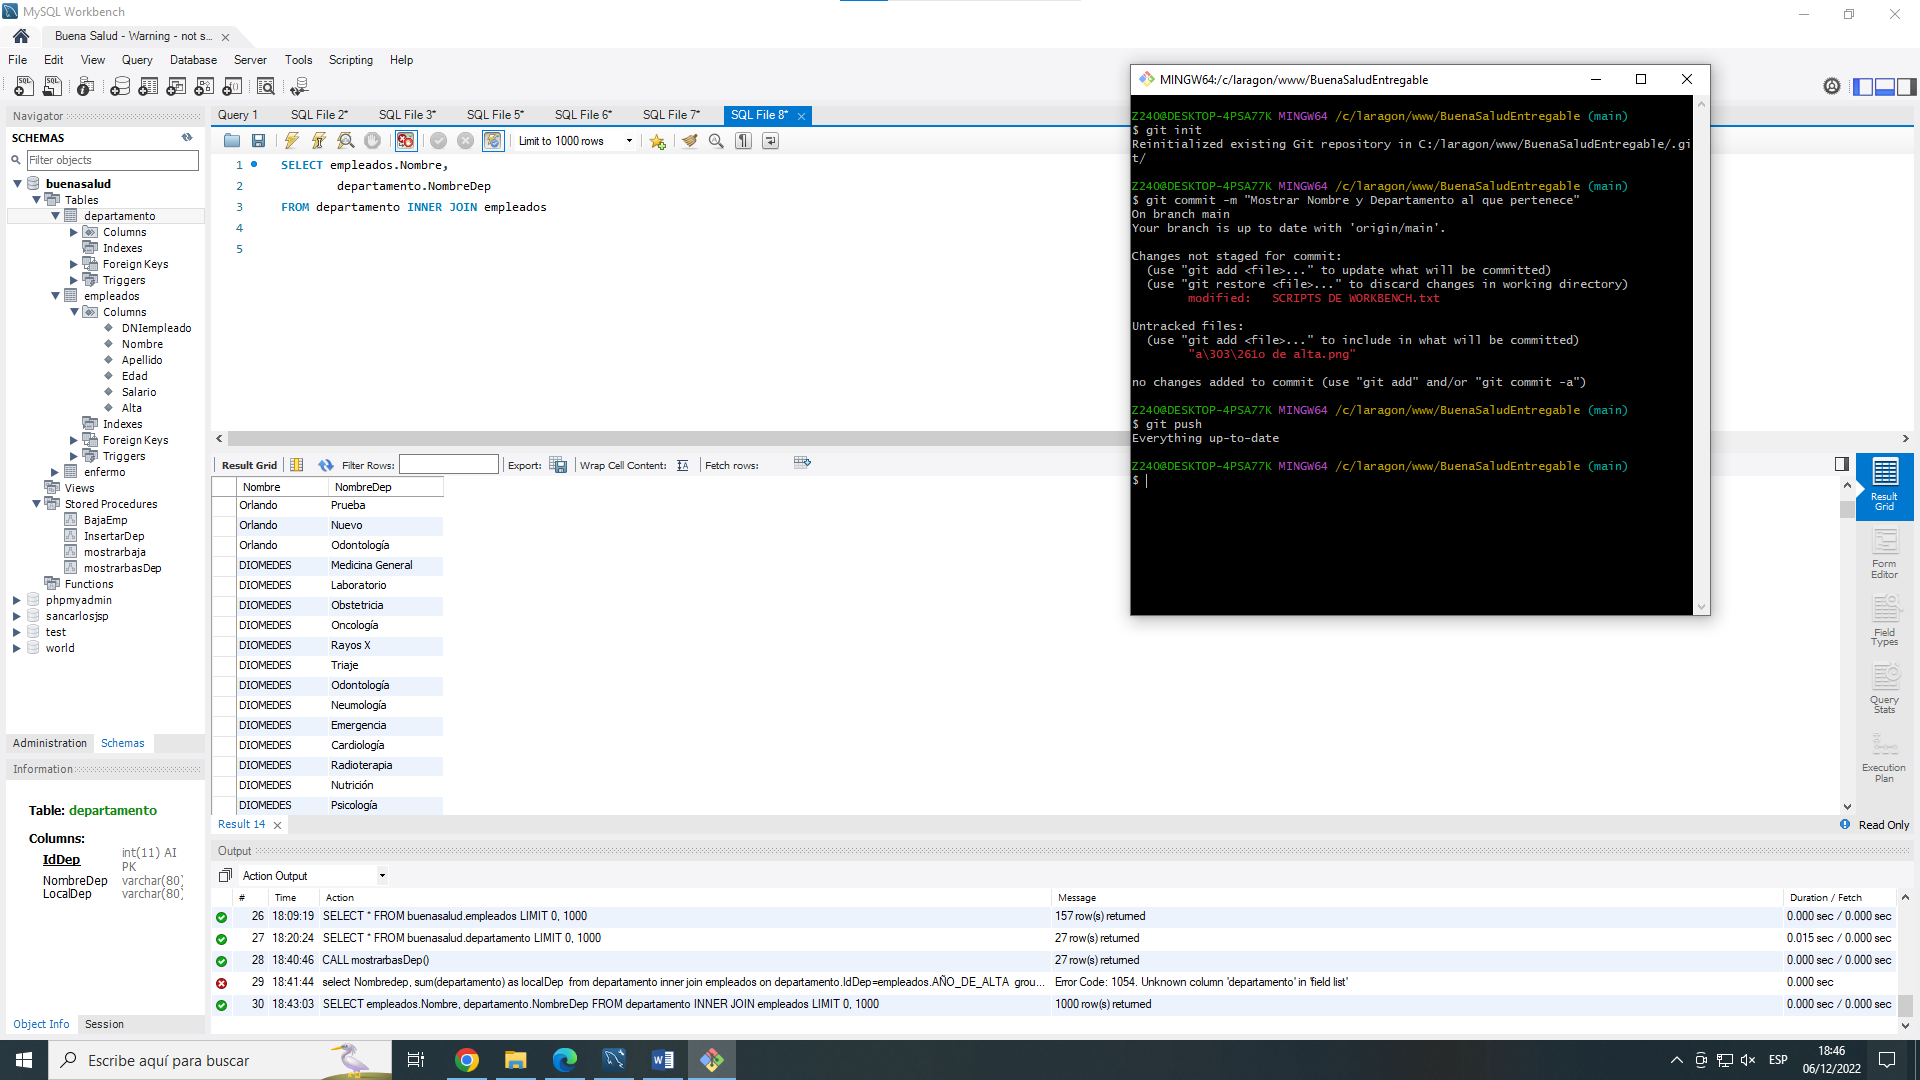 MySQL Workbench
Buena Salud - Warning - not s...
File Edit View Query Database Server Tools Scripting Help
Navigator
SCHEMAS
Filter objects
buenasalud
Tables
departamento
Columns
Indexes
Foreign Keys
Triggers
empleados
Columns
DNIempleado
Nombre
Apellido
Edad
Salario
Alta
Indexes
Foreign Keys
Triggers
enfermo
Views
Stored Procedures
BajaEmp
InsertarDep
mostrarbaja
mostrarbasDep
Functions
phpmyadmin
sancarlosjsp
test
world
Administration Schemas
Information
Table: departamento
Columns:
IdDep int(11) AI PK
NombreDep varchar(80)
LocalDep varchar(80)
Object Info Session
Query 1 SQL File 2* SQL File 3* SQL File 5* SQL File 6* SQL File 7* SQL File 8*
Limit to 1000 rows
1 SELECT empleados.Nombre,
2 departamento.NombreDep
3 FROM departamento INNER JOIN empleados
4
5
Result Grid Filter Rows: Export: Wrap Cell Content: Fetch rows:
Nombre NombreDep
Orlando Prueba
Orlando Nuevo
Orlando Odontología
DIOMEDES Medicina General
DIOMEDES Laboratorio
DIOMEDES Obstetricia
DIOMEDES Oncología
DIOMEDES Rayos X
DIOMEDES Triaje
DIOMEDES Odontología
DIOMEDES Neumología
DIOMEDES Emergencia
DIOMEDES Cardiología
DIOMEDES Radioterapia
DIOMEDES Nutrición
DIOMEDES Psicología
Result 14
Read Only
Result Grid
Form Editor
Field Types
Query Stats
Execution Plan
MINGW64:/c/laragon/www/BuenaSaludEntregable
Z240@DESKTOP-4PSA77K MINGW64 /c/laragon/www/BuenaSaludEntregable (main)
$ git init
Reinitialized existing Git repository in C:/laragon/www/BuenaSaludEntregable/.gi
t/
Z240@DESKTOP-4PSA77K MINGW64 /c/laragon/www/BuenaSaludEntregable (main)
$ git commit -m "Mostrar Nombre y Departamento al que pertenece"
On branch main
Your branch is up to date with 'origin/main'.
Changes not staged for commit:
(use "git add <file>..." to update what will be committed)
(use "git restore <file>..." to discard changes in working directory)
modified: SCRIPTS DE WORKBENCH.txt
Untracked files:
(use "git add <file>..." to include in what will be committed)
"a\303\261o de alta.png"
no changes added to commit (use "git add" and/or "git commit -a")
Z240@DESKTOP-4PSA77K MINGW64 /c/laragon/www/BuenaSaludEntregable (main)
$ git push
Everything up-to-date
Z240@DESKTOP-4PSA77K MINGW64 /c/laragon/www/BuenaSaludEntregable (main)
$
Output
Action Output
# Time Action Message Duration / Fetch
26 18:09:19 SELECT * FROM buenasalud.empleados LIMIT 0, 1000 157 row(s) returned 0.000 sec / 0.000 sec
27 18:20:24 SELECT * FROM buenasalud.departamento LIMIT 0, 1000 27 row(s) returned 0.015 sec / 0.000 sec
28 18:40:46 CALL mostrarbasDep() 27 row(s) returned 0.000 sec / 0.000 sec
29 18:41:44 select Nombredep, sum(departamento) as localDep from departamento inner join empleados on departamento.IdDep=empleados.AÑO_DE_ALTA grou... Error Code: 1054. Unknown column 'departamento' in 'field list' 0.000 sec
30 18:43:03 SELECT empleados.Nombre, departamento.NombreDep FROM departamento INNER JOIN empleados LIMIT 0, 1000 1000 row(s) returned 0.000 sec / 0.000 sec
Escribe aquí para buscar
ESP
18:46
06/12/2022